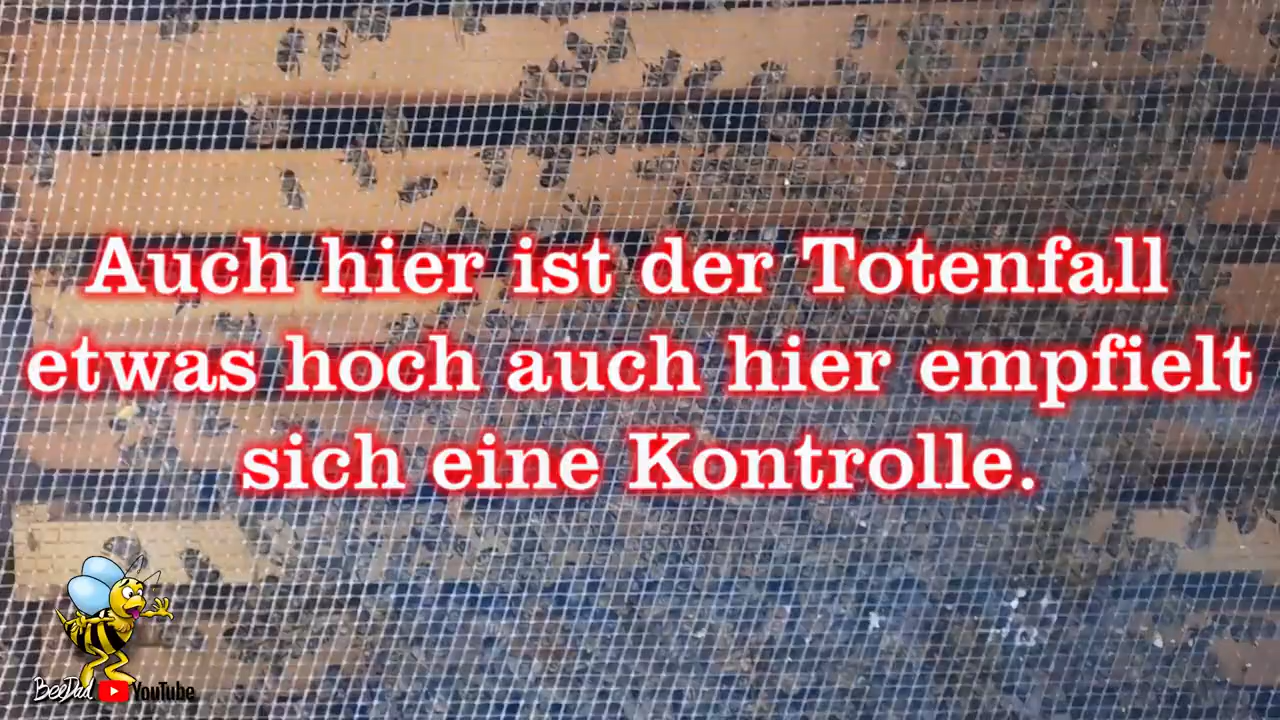 Auch hier ist der Totenfall
etwas hoch auch hier empfielt
sich eine Kontrolle.
BeeDad YouTube